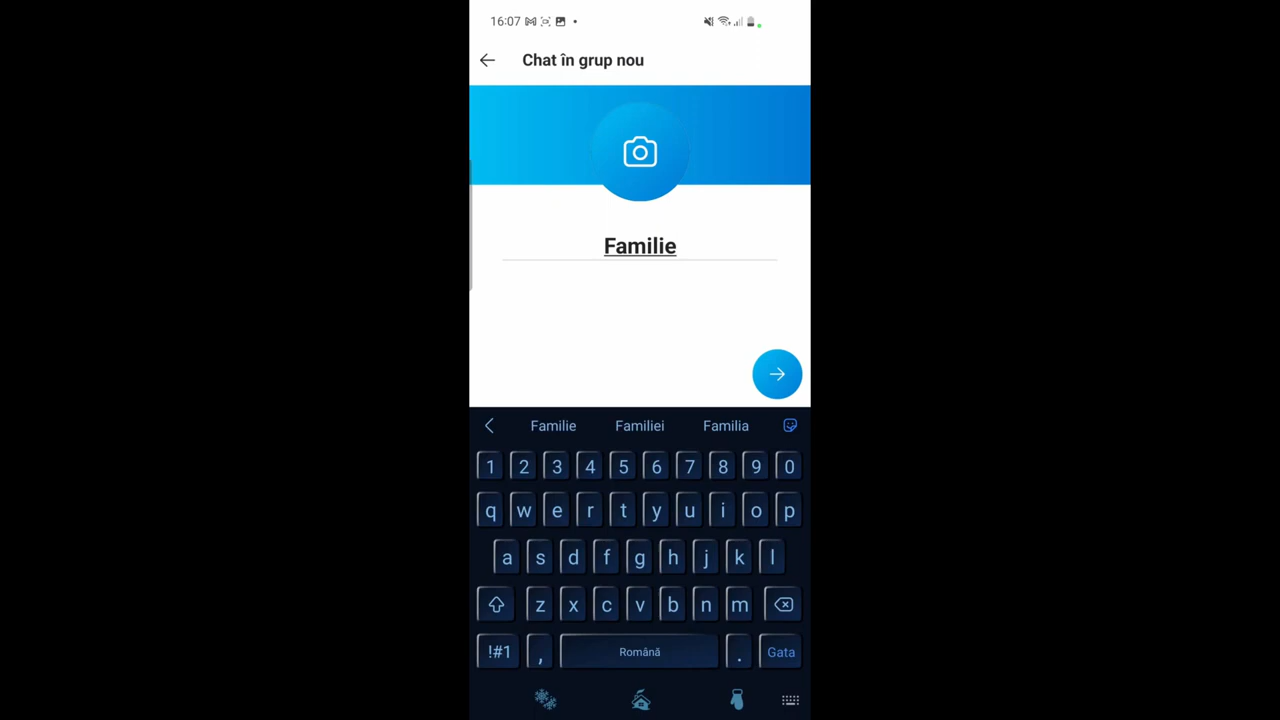 16:07
Chat în grup nou
Familie
Familie Familiei Familia
1 2 3 4 5 6 7 8 9 0
q w e r t y u i o p
a s d f g h j k l
z x c v b n m
!#1 , Română . Gata